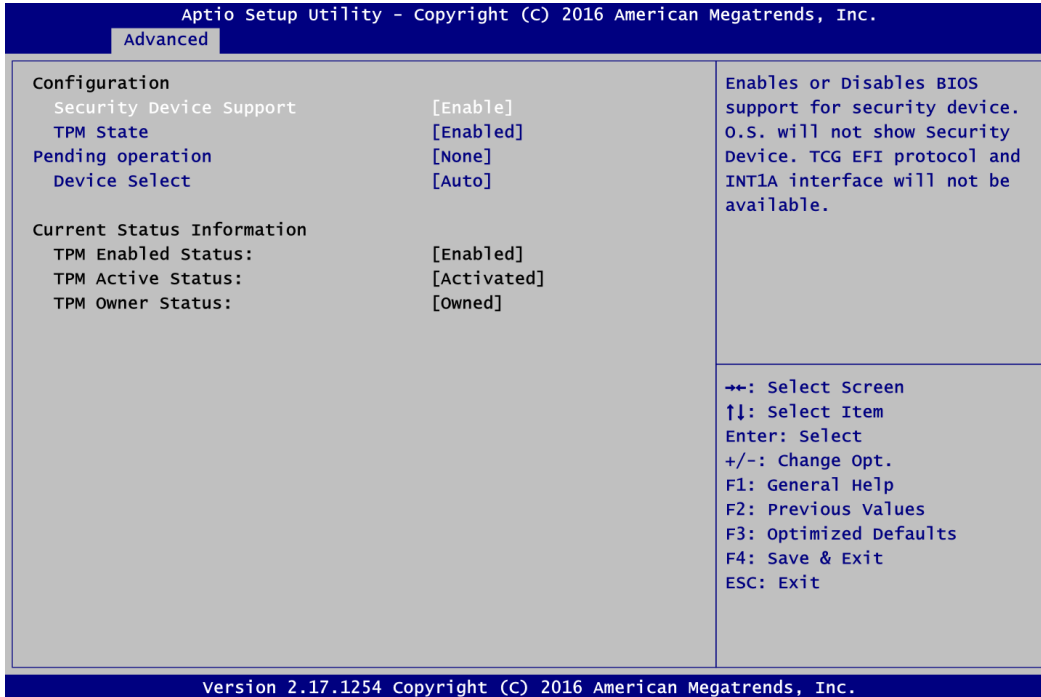 Aptio Setup Utility - Copyright (C) 2016 American Megatrends, Inc.
Advanced
Configuration
Security Device Support [Enable]
TPM State [Enabled]
Pending operation [None]
Device Select [Auto]
Current Status Information
TPM Enabled Status: [Enabled]
TPM Active Status: [Activated]
TPM Owner Status: [Owned]
Enables or Disables BIOS
support for security device.
O.S. will not show Security
Device. TCG EFI protocol and
INT1A interface will not be
available.
→←: Select Screen
↑↓: Select Item
Enter: Select
+/-: Change Opt.
F1: General Help
F2: Previous Values
F3: Optimized Defaults
F4: Save & Exit
ESC: Exit
Version 2.17.1254 Copyright (C) 2016 American Megatrends, Inc.